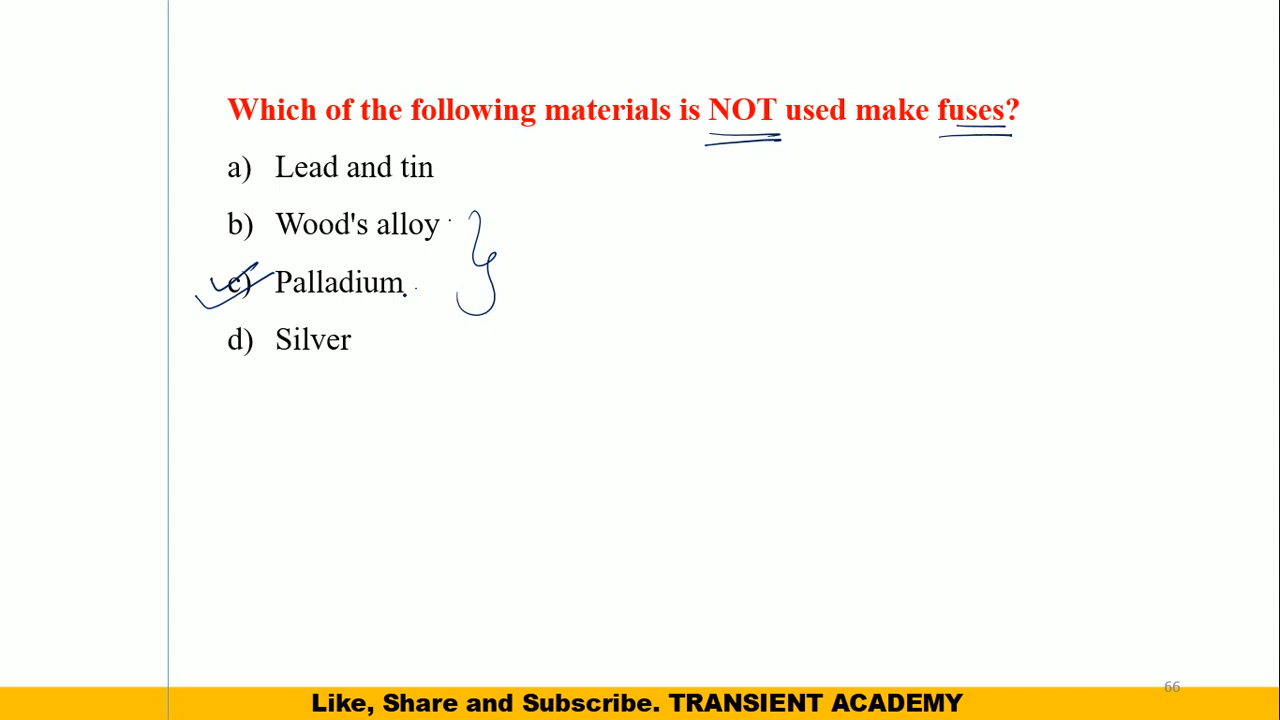 Which of the following materials is NOT used make fuses?
a) Lead and tin
b) Wood's alloy
c) Palladium
d) Silver
66
Like, Share and Subscribe. TRANSIENT ACADEMY